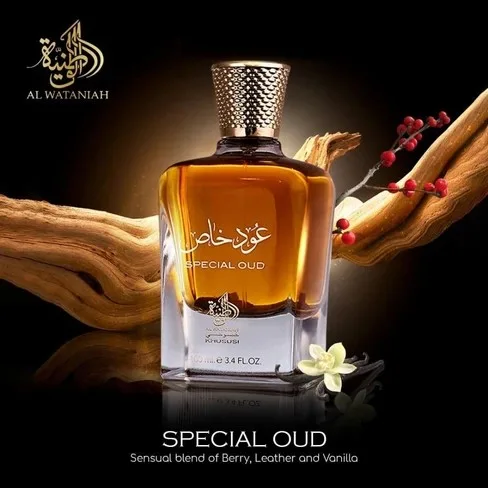 الوطنية
AL WATANIAH
عود خاص
SPECIAL OUD
الوطنية
KHUSUSI
e 3.4 FL.OZ.
SPECIAL OUD
Sensual blend of Berry, Leather and Vanilla